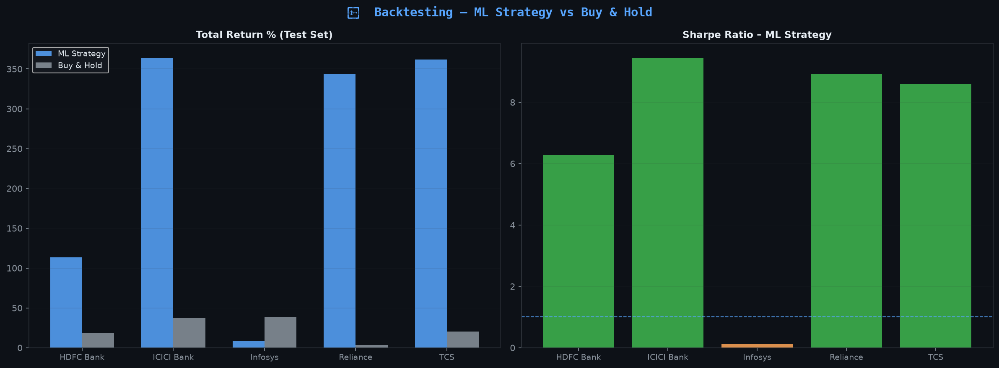 Backtesting — ML Strategy vs Buy & Hold
Total Return % (Test Set)
ML Strategy
Buy & Hold
350
300
250
200
150
100
50
0
HDFC Bank
ICICI Bank
Infosys
Reliance
TCS
Sharpe Ratio – ML Strategy
8
6
4
2
0
HDFC Bank
ICICI Bank
Infosys
Reliance
TCS